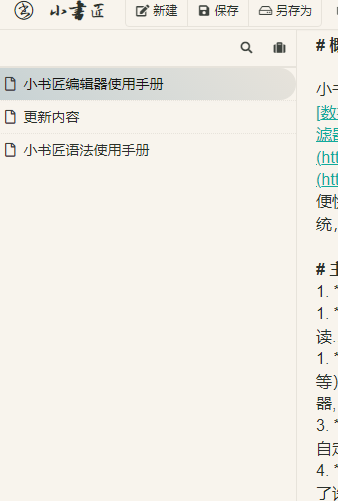 小书匠 新建 保存 另存为
# 概
小书匠编辑器使用手册
小书
[数
更新内容
滤
(htt
小书匠语法使用手册
(htt
便
统,
# 主
1. *
1. *
读.
1. *
等)
器,
3. *
自定
4. *